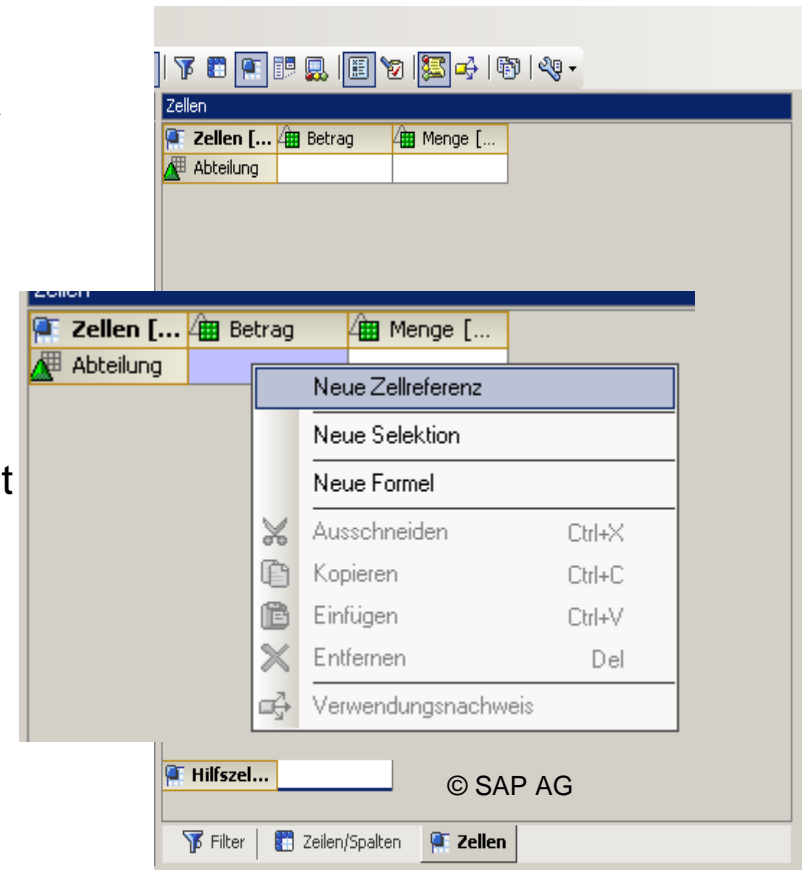 Zellen
Zellen [... Betrag Menge [...
Abteilung
Zellen
Zellen [... Betrag Menge [...
Abteilung
Neue Zellreferenz
Neue Selektion
t
Neue Formel
Ausschneiden Ctrl+X
Kopieren Ctrl+C
Einfügen Ctrl+V
Entfernen Del
Verwendungsnachweis
Hilfszel...
© SAP AG
Filter Zeilen/Spalten Zellen